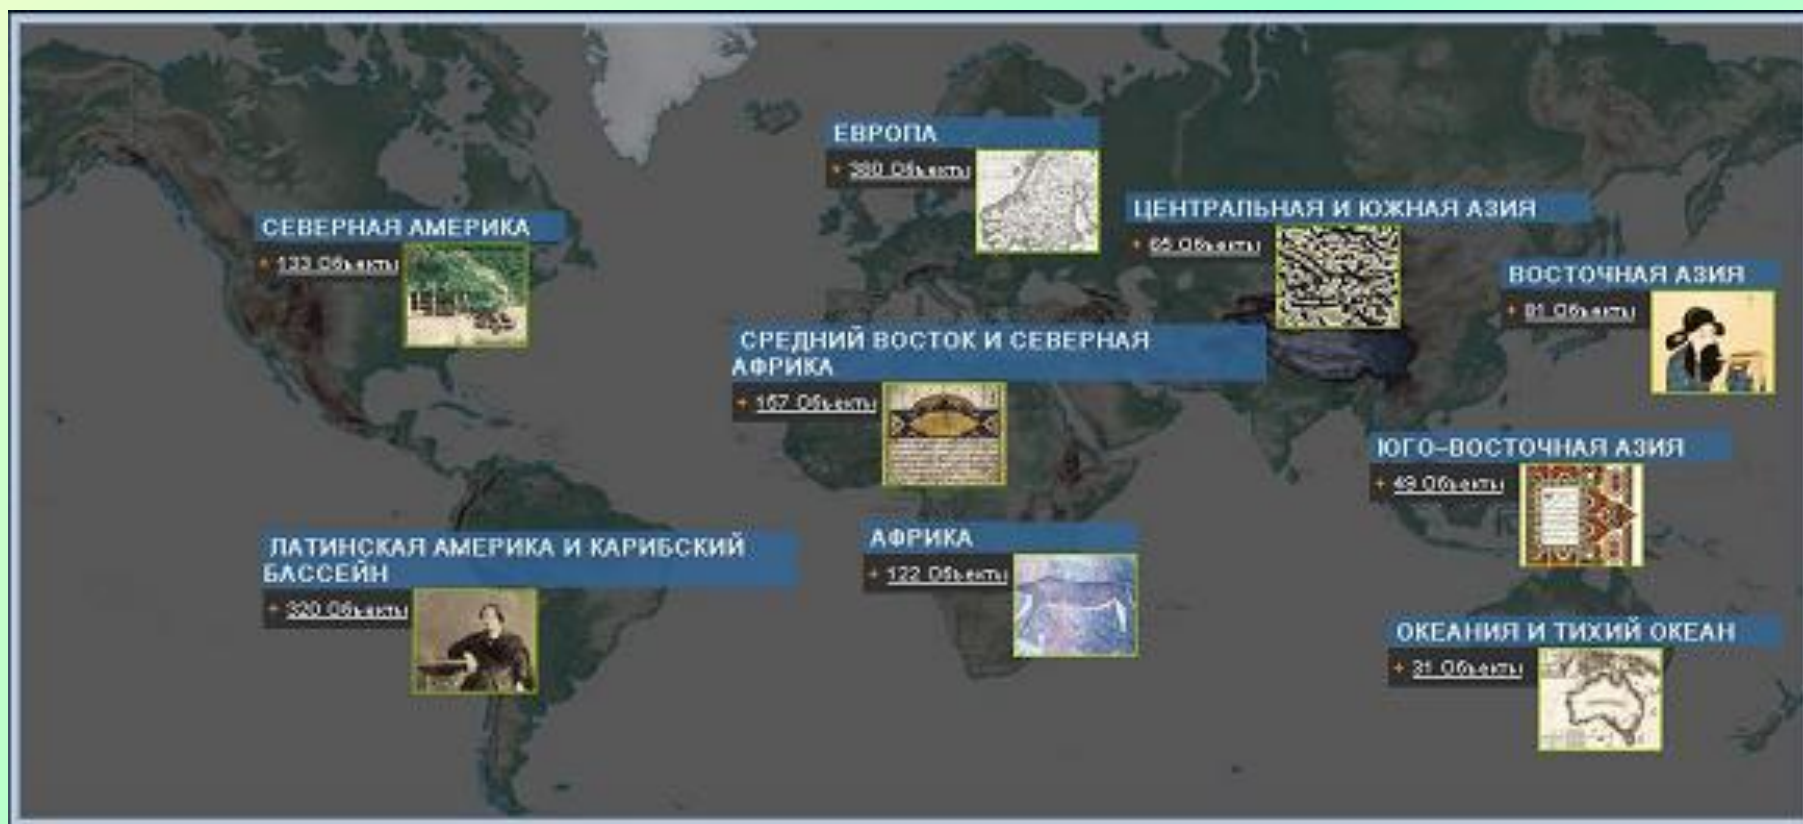 ЕВРОПА
380 Объекты
ЦЕНТРАЛЬНАЯ И ЮЖНАЯ АЗИЯ
65 Объекты
СЕВЕРНАЯ АМЕРИКА
133 Объекты
ВОСТОЧНАЯ АЗИЯ
81 Объекты
СРЕДНИЙ ВОСТОК И СЕВЕРНАЯ
АФРИКА
157 Объекты
ЮГО-ВОСТОЧНАЯ АЗИЯ
49 Объекты
АФРИКА
122 Объекты
ЛАТИНСКАЯ АМЕРИКА И КАРИБСКИЙ
БАССЕЙН
320 Объекты
ОКЕАНИЯ И ТИХИЙ ОКЕАН
31 Объекты